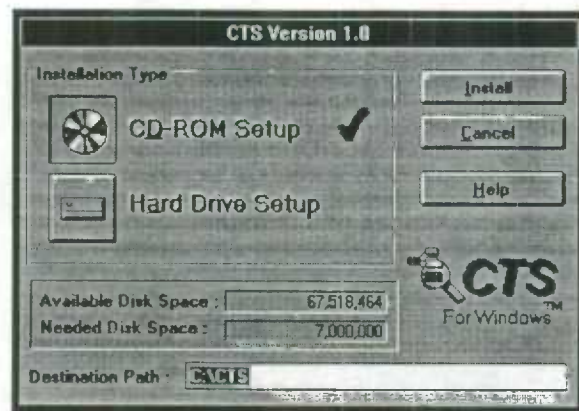 CTS Version 1.0
Installation Type
CD-ROM Setup
Hard Drive Setup
Install
Cancel
Help
Available Disk Space : 67,518,464
Needed Disk Space : 7,000,000
CTS
For Windows™
Destination Path : C:\CTS